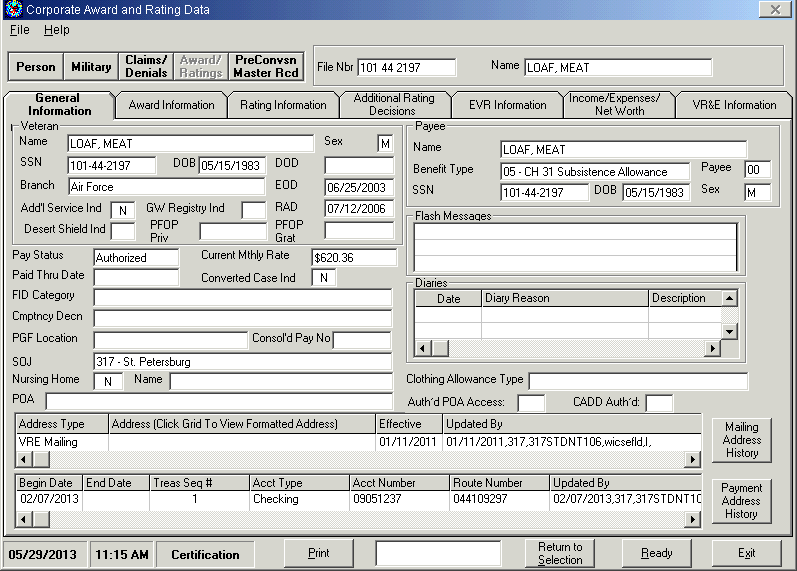 Corporate Award and Rating Data
File Help
Person Military Claims/ Denials Award/ Ratings PreConvsn Master Rcd File Nbr 101 44 2197 Name LOAF, MEAT
General Information Award Information Rating Information Additional Rating Decisions EVR Information Income/Expenses/ Net Worth VR&E Information
Veteran
Name LOAF, MEAT Sex M
SSN 101-44-2197 DOB 05/15/1983 DOD
Branch Air Force EOD 06/25/2003
Add'l Service Ind N GW Registry Ind RAD 07/12/2006
Desert Shield Ind PFOP Priv PFOP Grat
Payee
Name LOAF, MEAT
Benefit Type 05 - CH 31 Subsistence Allowance Payee 00
SSN 101-44-2197 DOB 05/15/1983 Sex M
Flash Messages
Pay Status Authorized Current Mthly Rate $620.36
Paid Thru Date Converted Case Ind N
FID Category
Cmptncy Decn
PGF Location Consol'd Pay No
SOJ 317 - St. Petersburg
Nursing Home N Name
POA
Diaries
Date Diary Reason Description
Clothing Allowance Type
Auth'd POA Access: CADD Auth'd:
Address Type Address (Click Grid To View Formatted Address) Effective Updated By
VRE Mailing 01/11/2011 01/11/2011,317,317STDNT106,wicsefld,I,
Mailing Address History
Begin Date End Date Treas Seq # Acct Type Acct Number Route Number Updated By
02/07/2013 1 Checking 09051237 044109297 02/07/2013,317,317STDNT10
Payment Address History
05/29/2013 11:15 AM Certification Print Return to Selection Ready Exit